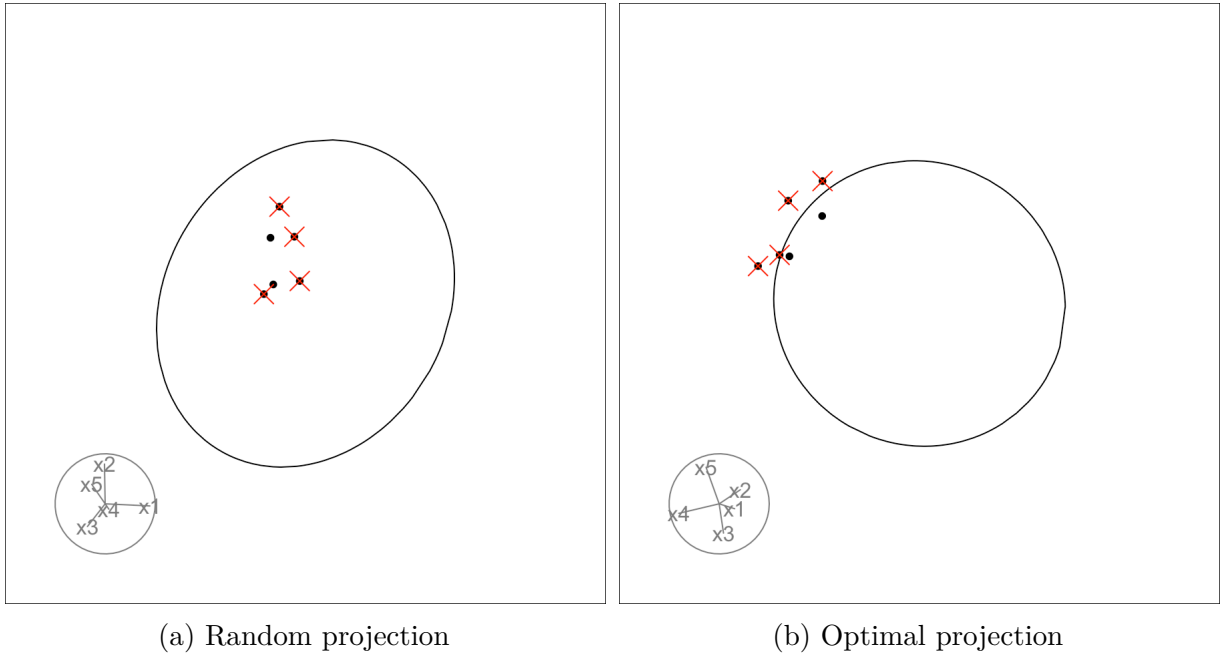 x2
x5
x4
x1
x3
x5
x2
x1
x4
x3
(a) Random projection
(b) Optimal projection